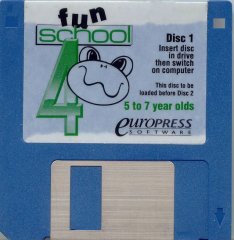 fun
school
4
Disc 1
Insert disc
in drive
then switch
on computer
This disc to be
loaded before Disc 2
5 to 7 year olds
europress
SOFTWARE